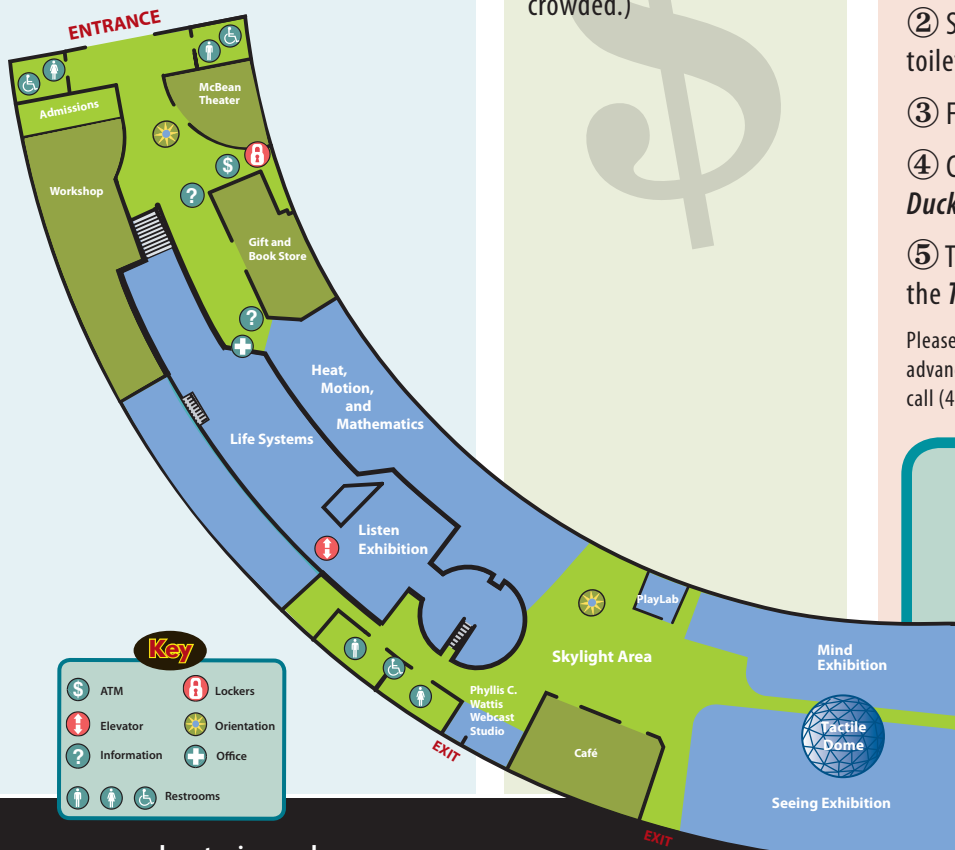 crowded.)
$
② S
toilet
③ F
④ C
Duck
⑤ T
the T
Please
advan
call (4
ENTRANCE
McBean
Theater
Admissions
$
?
Workshop
Gift and
Book Store
?
Heat,
Motion,
and
Mathematics
Life Systems
Listen
Exhibition
PlayLab
Skylight Area
Mind
Exhibition
Phyllis C.
Wattis
Webcast
Studio
Tactile
Dome
Café
EXIT
Seeing Exhibition
EXIT
Key
$ ATM
Lockers
Elevator
Orientation
? Information
Office
Restrooms